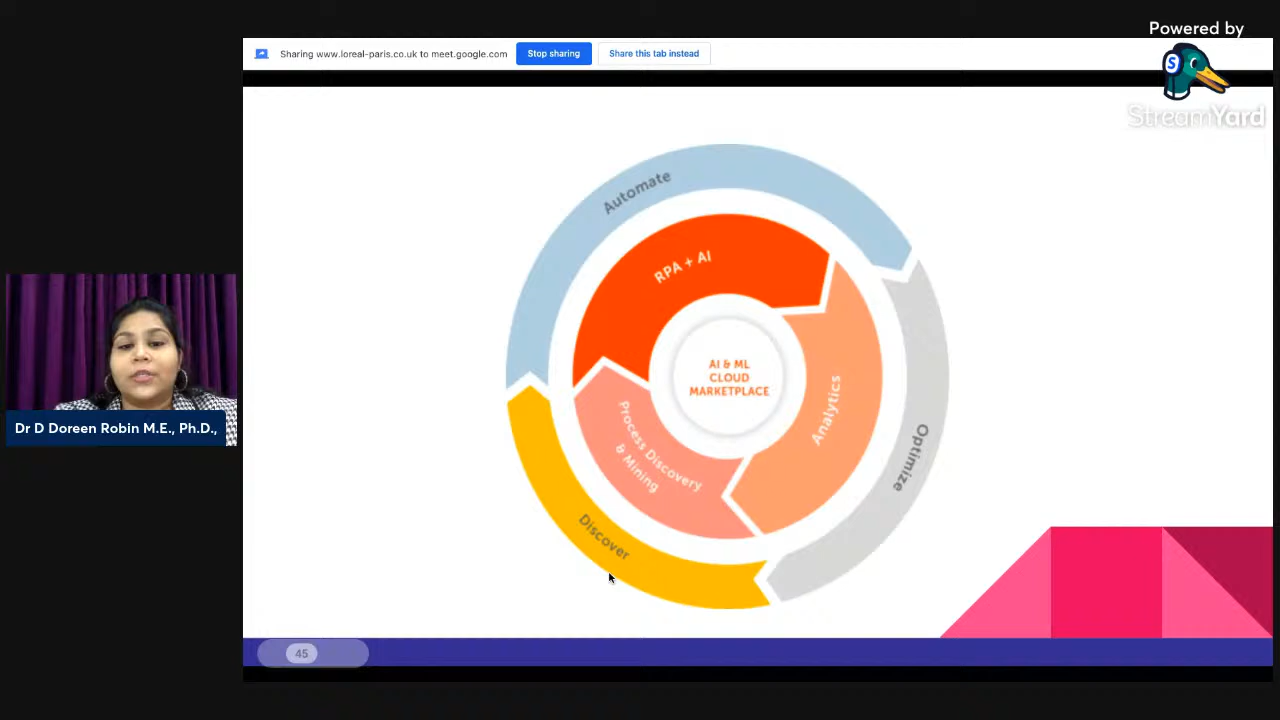 Powered by
StreamYard
Sharing www.loreal-paris.co.uk to meet.google.com
Stop sharing
Share this tab instead
Automate
RPA + AI
AI & ML
CLOUD
MARKETPLACE
Analytics
Optimize
Process Discovery
& Mining
Discover
Dr D Doreen Robin M.E., Ph.D.,
45